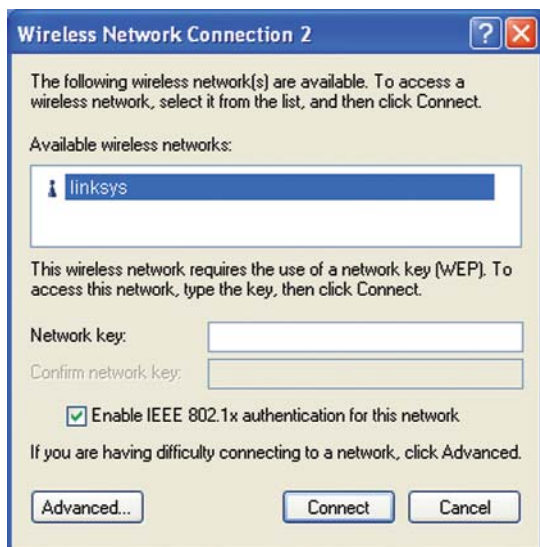 Wireless Network Connection 2
The following wireless network(s) are available. To access a
wireless network, select it from the list, and then click Connect.
Available wireless networks:
linksys
This wireless network requires the use of a network key (WEP). To
access this network, type the key, then click Connect.
Network key:
Confirm network key:
Enable IEEE 802.1x authentication for this network
If you are having difficulty connecting to a network, click Advanced.
Advanced... Connect Cancel